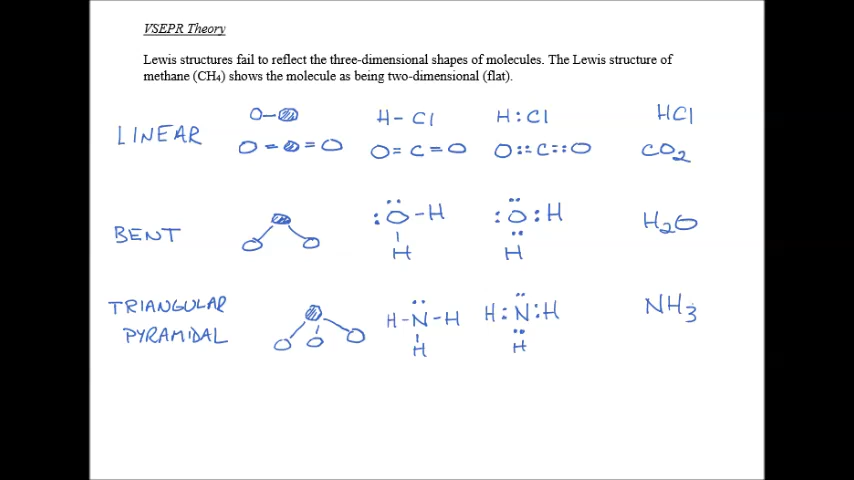 VSEPR Theory
Lewis structures fail to reflect the three-dimensional shapes of molecules. The Lewis structure of
methane (CH₄) shows the molecule as being two-dimensional (flat).
LINEAR
O-O H-Cl H:Cl HCl
O=O=O O=C=O O::C::O CO₂
BENT
:O-H :O:H H₂O
H H
TRIANGULAR
PYRAMIDAL
H-N-H H:N:H NH₃
H H